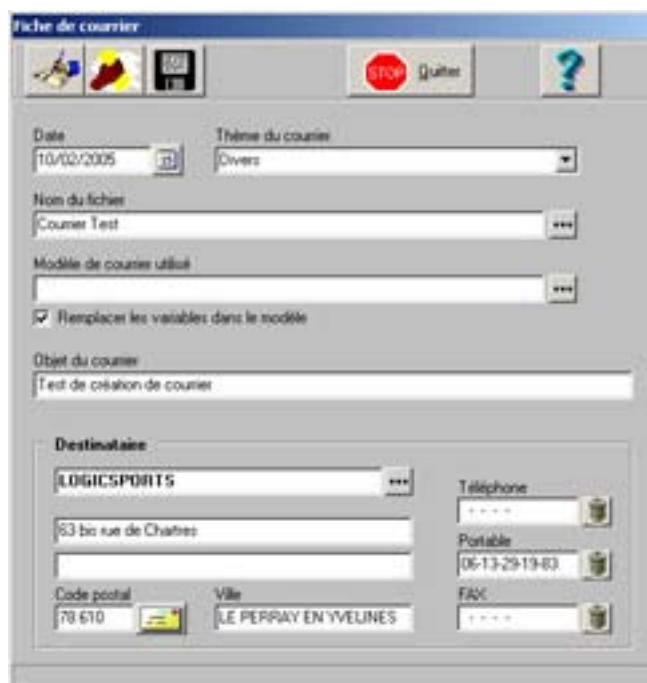 Fiche de courrier
STOP Quitter ?
Date Thème du courrier
10/02/2005 Divers
Nom du fichier
Courrier Test
Modèle de courrier utilisé
Remplacer les variables dans le modèle
Objet du courrier
Test de création de courrier
Destinataire
LOGICSPORTS
Téléphone
- - - -
63 bis rue de Chartres
Portable
06-13-29-19-83
Code postal Ville FAX
78 610 LE PERRAY EN YVELINES - - - -